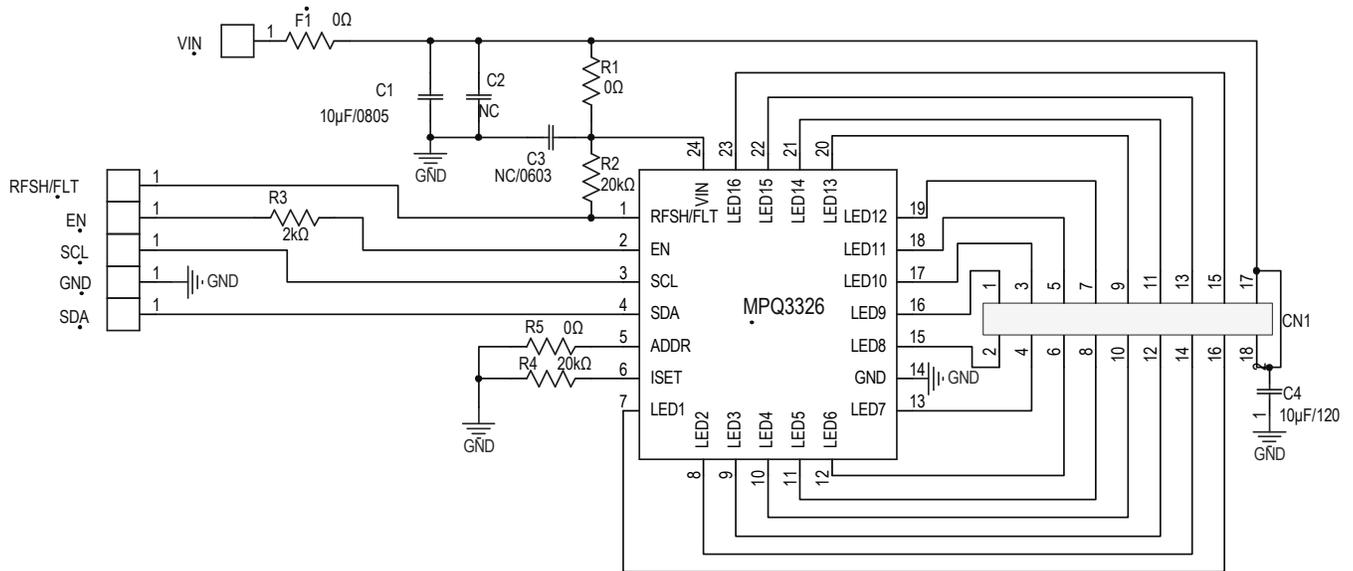 F1 0Ω
VIN 1
R1
0Ω
C1
10µF/0805
C2
NC
GND
C3
NC/0603
R2
20kΩ
24 23 22 21 20
VIN LED16 LED15 LED14 LED13
RFSH/FLT 1
EN 1
R3
2kΩ
SCL 1
GND 1 GND
SDA 1
1 RFSH/FLT
2 EN
3 SCL
4 SDA
5 ADDR
6 ISET
7 LED1
R5 0Ω
R4 20kΩ
GND
MPQ3326
LED12 19
LED11 18
LED10 17
LED9 16
LED8 15
GND 14 GND
LED7 13
LED2 LED3 LED4 LED5 LED6
8 9 10 11 12
1 3 5 7 9 11 13 15 17
CN1
2 4 6 8 10 12 14 16 18
C4
10µF/120
1
GND